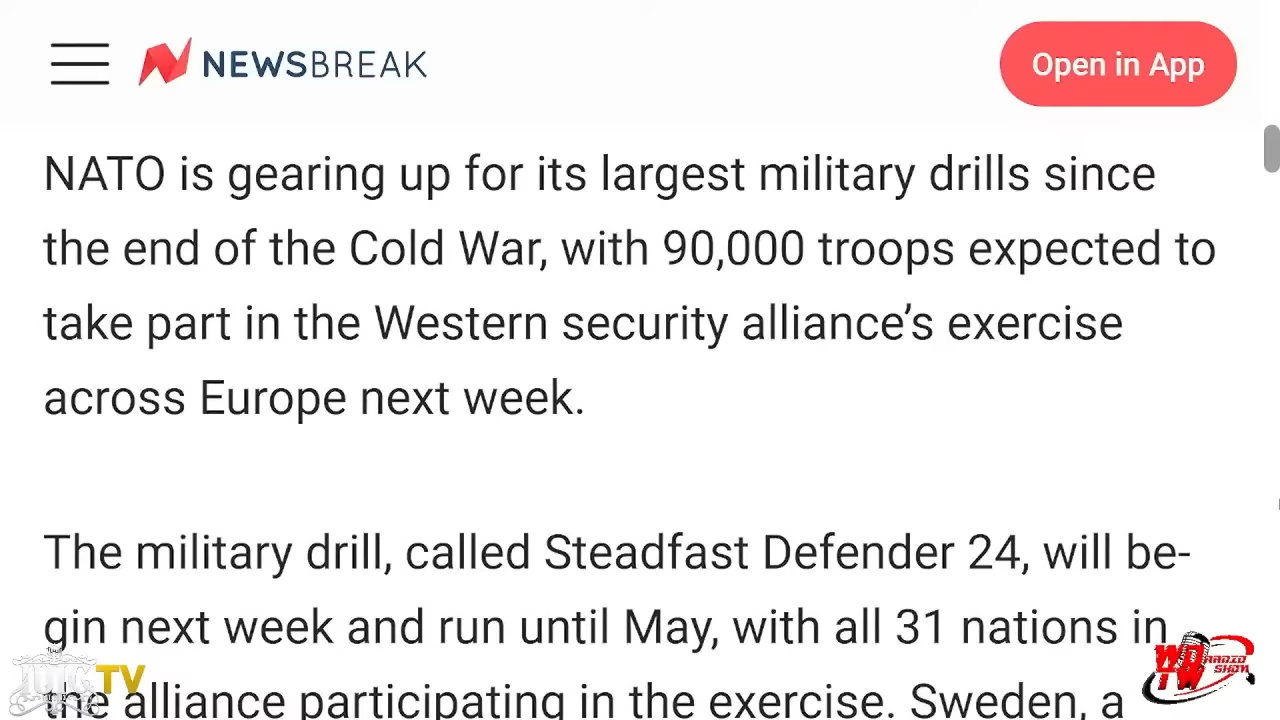 NEWSBREAK
Open in App
NATO is gearing up for its largest military drills since
the end of the Cold War, with 90,000 troops expected to
take part in the Western security alliance’s exercise
across Europe next week.
The military drill, called Steadfast Defender 24, will be-
gin next week and run until May, with all 31 nations in
the alliance participating in the exercise. Sweden, a
TV
RADIO
SHOW